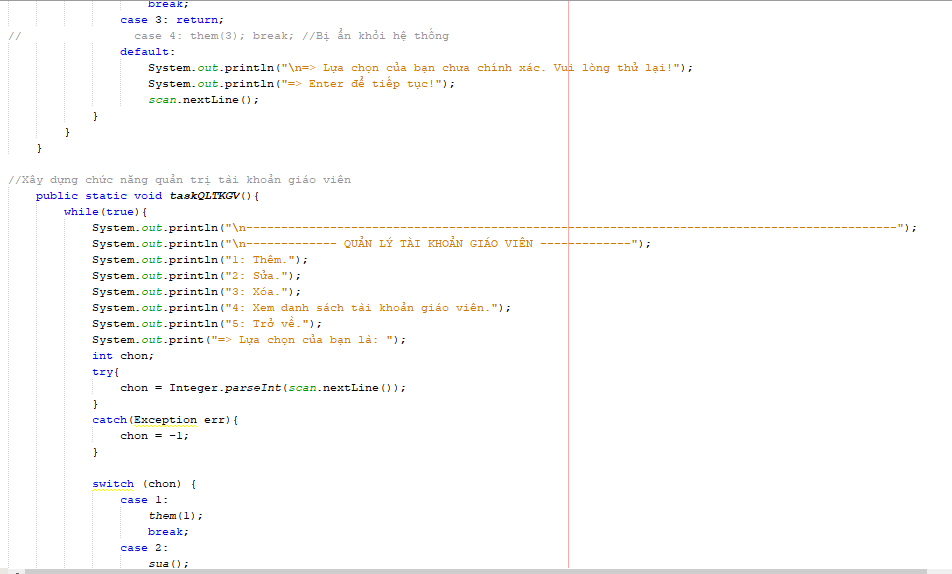 break;
case 3: return;
// case 4: them(3); break; //Bị ẩn khỏi hệ thống
default:
System.out.println("\n=> Lựa chọn của bạn chưa chính xác. Vui lòng thử lại!");
System.out.println("=> Enter để tiếp tục!");
scan.nextLine();
}
}
}
//Xây dựng chức năng quản trị tài khoản giáo viên
public static void taskQLTKGV(){
while(true){
System.out.println("\n---------------------------------------------------------------------------------------------");
System.out.println("\n------------- QUẢN LÝ TÀI KHOẢN GIÁO VIÊN -------------");
System.out.println("1: Thêm.");
System.out.println("2: Sửa.");
System.out.println("3: Xóa.");
System.out.println("4: Xem danh sách tài khoản giáo viên.");
System.out.println("5: Trở về.");
System.out.print("=> Lựa chọn của bạn là: ");
int chon;
try{
chon = Integer.parseInt(scan.nextLine());
}
catch(Exception err){
chon = -1;
}
switch (chon) {
case 1:
them(1);
break;
case 2:
sua();